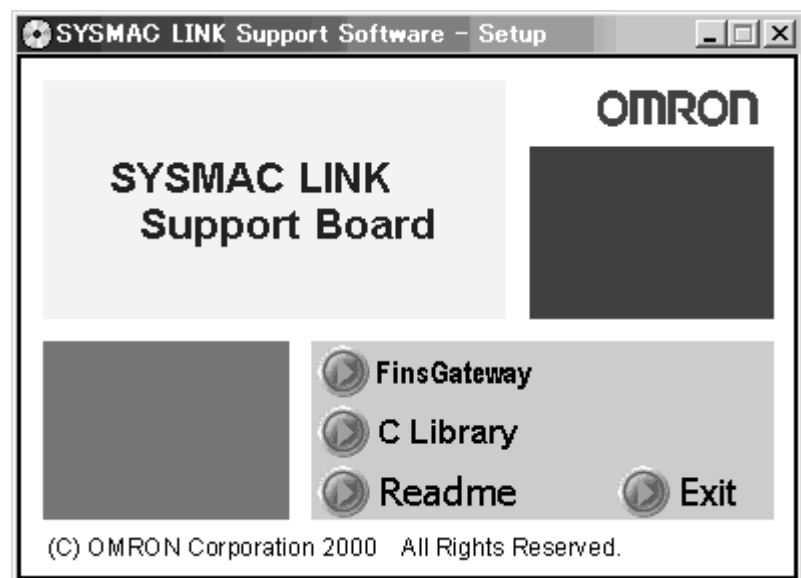 SYSMAC LINK Support Software - Setup
OMRON
SYSMAC LINK
Support Board
FinsGateway
C Library
Readme
Exit
(C) OMRON Corporation 2000 All Rights Reserved.